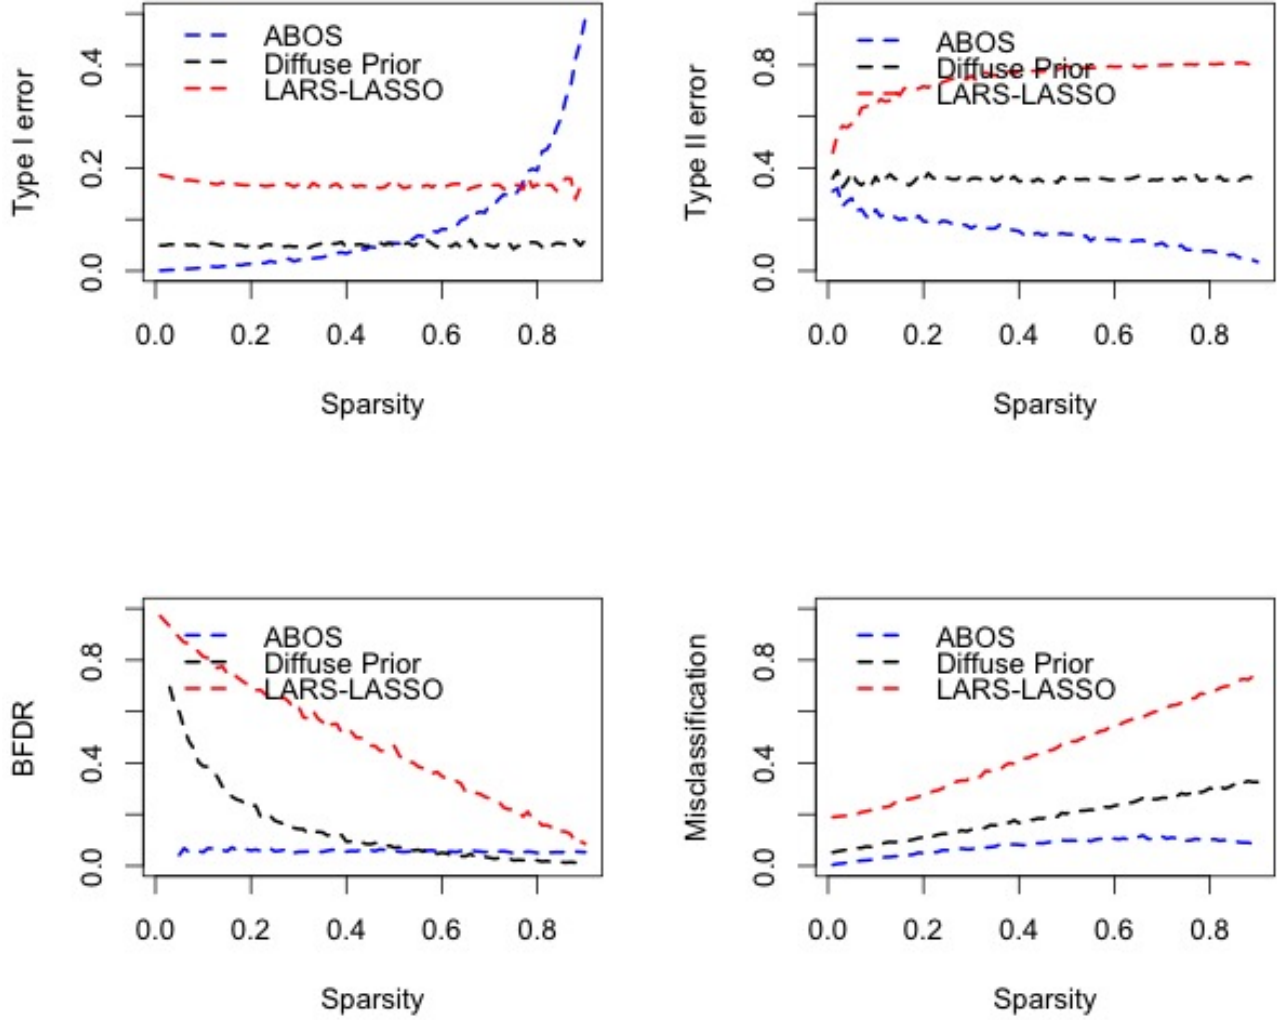 Type I error
0.0 0.2 0.4
ABOS
Diffuse Prior
LARS-LASSO
0.0 0.2 0.4 0.6 0.8
Sparsity
Type II error
0.0 0.4 0.8
ABOS
Diffuse Prior
LARS-LASSO
0.0 0.2 0.4 0.6 0.8
Sparsity
BFDR
0.0 0.4 0.8
ABOS
Diffuse Prior
LARS-LASSO
0.0 0.2 0.4 0.6 0.8
Sparsity
Misclassification
0.0 0.4 0.8
ABOS
Diffuse Prior
LARS-LASSO
0.0 0.2 0.4 0.6 0.8
Sparsity